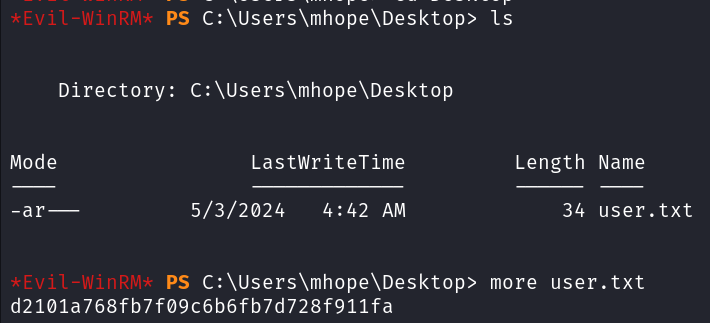 *Evil-WinRM* PS C:\Users\mhope\Desktop> ls
Directory: C:\Users\mhope\Desktop
Mode                LastWriteTime         Length Name
----                -------------         ------ ----
-ar---         5/3/2024   4:42 AM             34 user.txt
*Evil-WinRM* PS C:\Users\mhope\Desktop> more user.txt
d2101a768fb7f09c6b6fb7d728f911fa